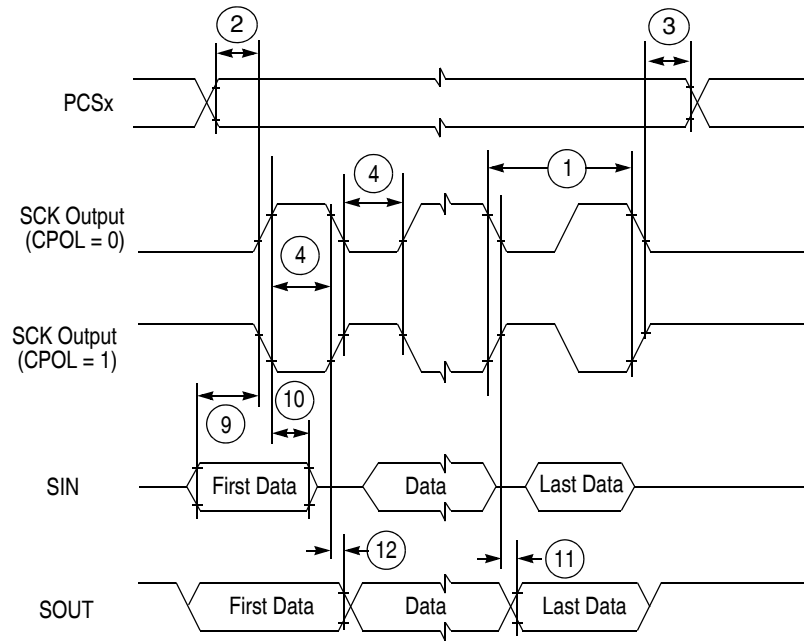 2
3
PCSx
4
1
SCK Output
(CPOL = 0)
4
SCK Output
(CPOL = 1)
9
10
SIN
First Data
Data
Last Data
12
11
SOUT
First Data
Data
Last Data